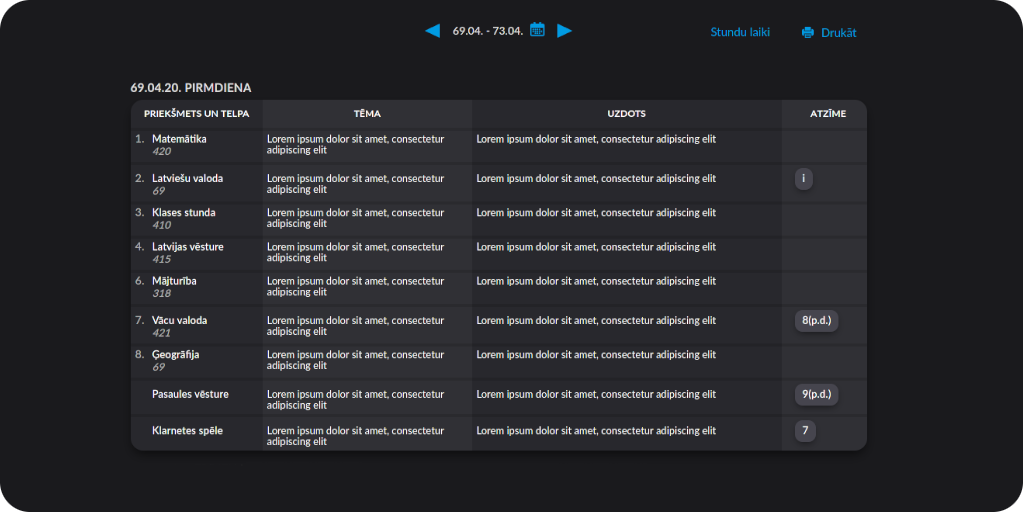 69.04. - 73.04.
Stundu laiki
Drukāt
69.04.20. PIRMDIENA
PRIEKŠMETS UN TELPA TĒMA UZDOTS ATZĪME
1. Matemātika Lorem ipsum dolor sit amet, consectetur Lorem ipsum dolor sit amet, consectetur adipiscing elit
420 adipiscing elit
2. Latviešu valoda Lorem ipsum dolor sit amet, consectetur Lorem ipsum dolor sit amet, consectetur adipiscing elit i
69 adipiscing elit
3. Klases stunda Lorem ipsum dolor sit amet, consectetur Lorem ipsum dolor sit amet, consectetur adipiscing elit
410 adipiscing elit
4. Latvijas vēsture Lorem ipsum dolor sit amet, consectetur Lorem ipsum dolor sit amet, consectetur adipiscing elit
415 adipiscing elit
6. Mājturība Lorem ipsum dolor sit amet, consectetur Lorem ipsum dolor sit amet, consectetur adipiscing elit
318 adipiscing elit
7. Vācu valoda Lorem ipsum dolor sit amet, consectetur Lorem ipsum dolor sit amet, consectetur adipiscing elit 8(p.d.)
421 adipiscing elit
8. Ģeogrāfija Lorem ipsum dolor sit amet, consectetur Lorem ipsum dolor sit amet, consectetur adipiscing elit
69 adipiscing elit
Pasaules vēsture Lorem ipsum dolor sit amet, consectetur Lorem ipsum dolor sit amet, consectetur adipiscing elit 9(p.d.)
adipiscing elit
Klarnetes spēle Lorem ipsum dolor sit amet, consectetur Lorem ipsum dolor sit amet, consectetur adipiscing elit 7
adipiscing elit